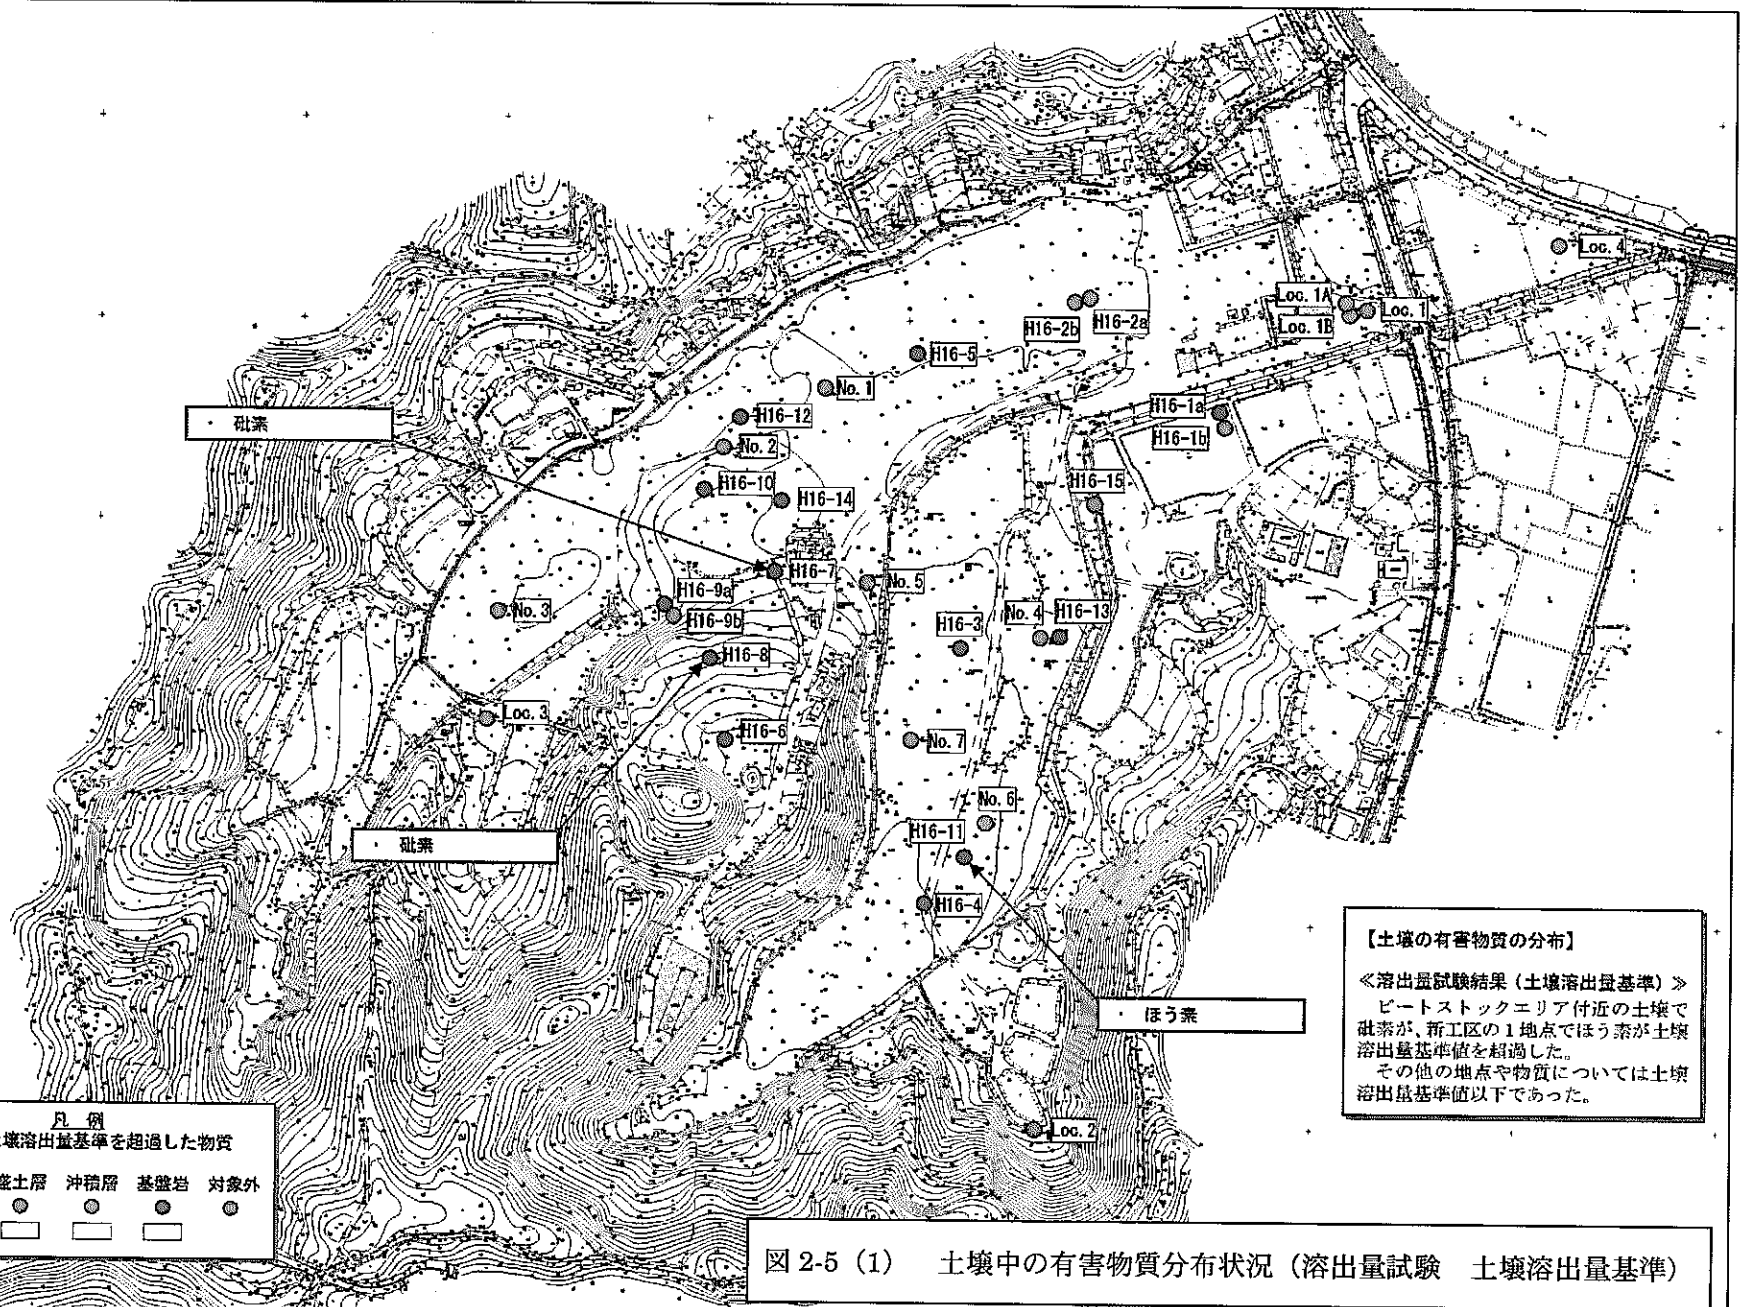 Loc. 4
Loc. 1A
Loc. 1
Loc. 1B
H16-2b
H16-2a
H16-5
No. 1
H16-12
H16-1a
・ 砒素
No. 2
H16-1b
H16-10
H16-14
H16-15
H16-7
No. 5
H16-9a
No. 3
H16-9b
No. 4
H16-13
H16-3
H16-8
Loc. 3
H16-6
No. 7
No. 6
H16-11
・ 砒素
H16-4
・ ほう素
Loc. 2
【土壌の有害物質の分布】
≪溶出量試験結果（土壌溶出量基準）≫
ピートストックエリア付近の土壌で
砒素が、新工区の1地点でほう素が土壌
溶出量基準値を超過した。
その他の地点や物質については土壌
溶出量基準値以下であった。
凡 例
壌溶出量基準を超過した物質
盛土層 沖積層 基盤岩 対象外
図 2-5（1） 土壌中の有害物質分布状況（溶出量試験 土壌溶出量基準）